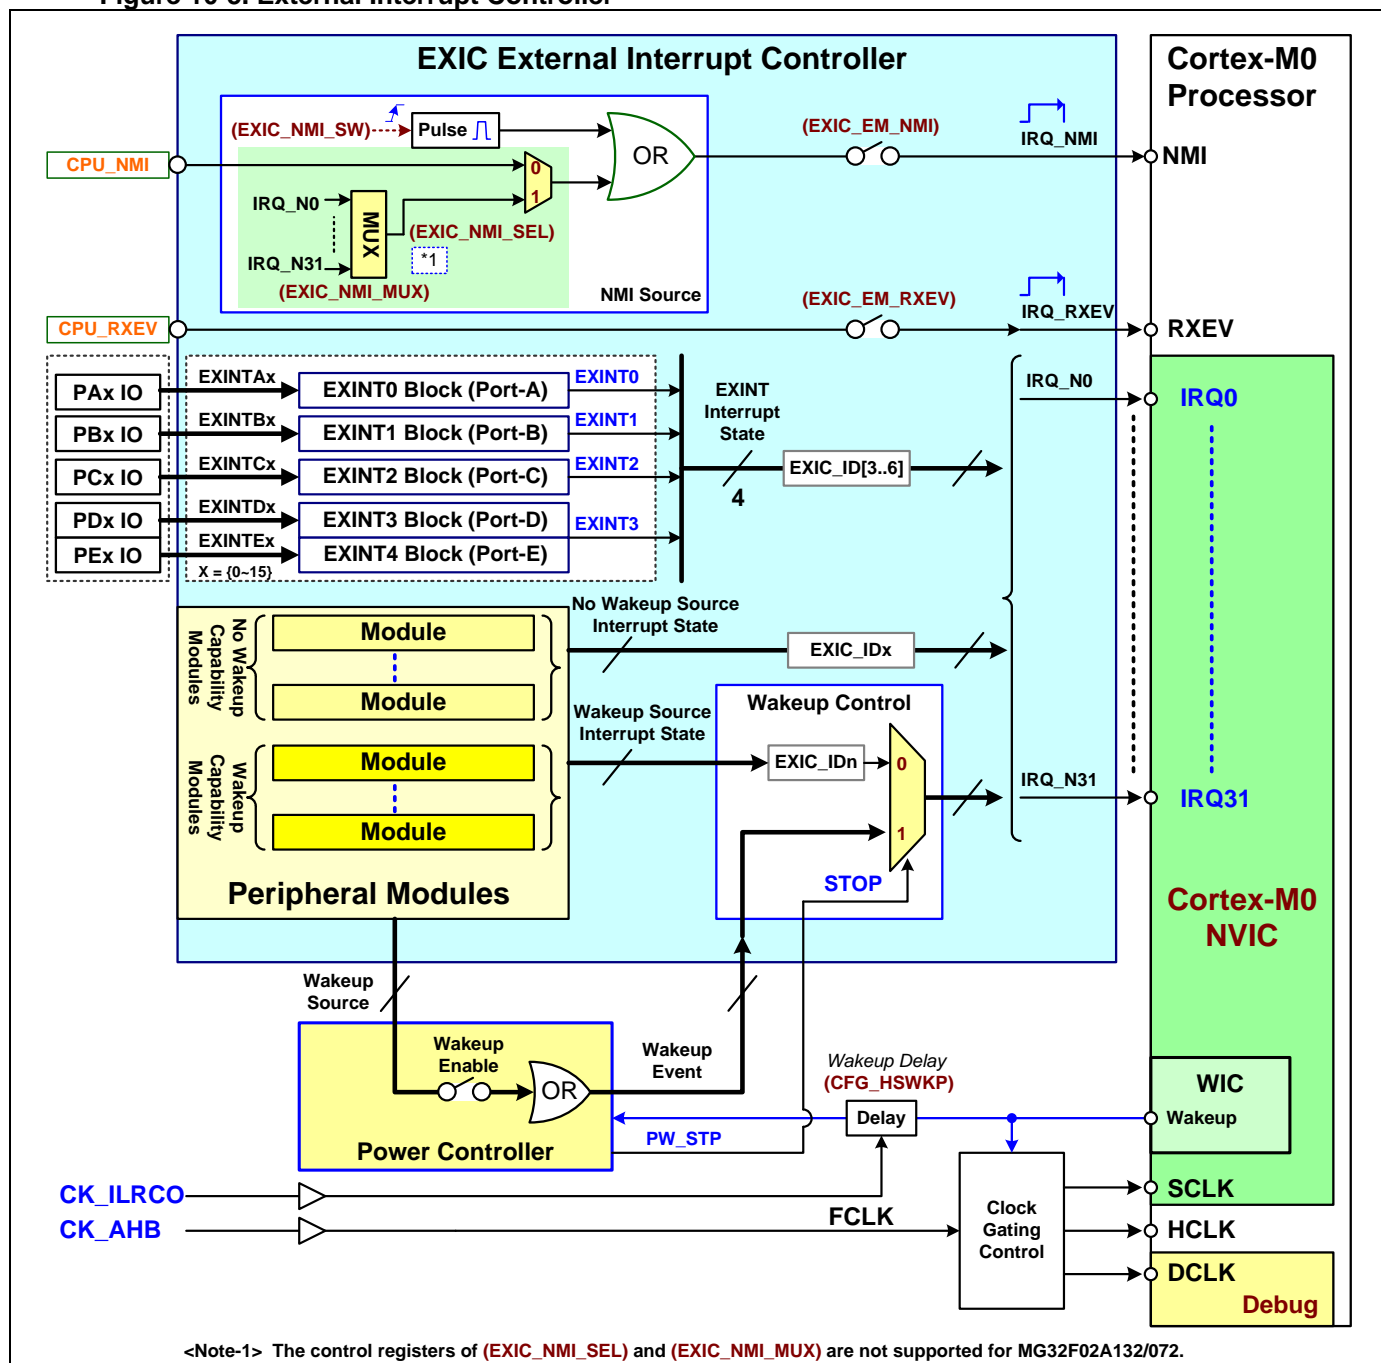 Figure 10-3. External Interrupt Controller
EXIC External Interrupt Controller
Cortex-M0
Processor
(EXIC_NMI_SW)
Pulse
OR
(EXIC_EM_NMI)
IRQ_NMI
CPU_NMI
NMI
0
1
IRQ_N0
MUX
IRQ_N31
(EXIC_NMI_SEL)
*1
(EXIC_NMI_MUX)
NMI Source
(EXIC_EM_RXEV)
IRQ_RXEV
CPU_RXEV
RXEV
PAx IO
EXINTAx
EXINT0 Block (Port-A)
EXINT0
PBx IO
EXINTBx
EXINT1 Block (Port-B)
EXINT1
PCx IO
EXINTCx
EXINT2 Block (Port-C)
EXINT2
PDx IO
EXINTDx
EXINT3 Block (Port-D)
EXINT3
PEx IO
EXINTEx
EXINT4 Block (Port-E)
X = {0~15}
EXINT
Interrupt
State
4
EXIC_ID[3..6]
IRQ_N0
IRQ0
No Wakeup
Capability
Modules
Module
Module
No Wakeup Source
Interrupt State
EXIC_IDx
Wakeup
Capability
Modules
Module
Module
Wakeup Source
Interrupt State
Wakeup Control
EXIC_IDn
0
1
STOP
IRQ_N31
IRQ31
Peripheral Modules
Cortex-M0
NVIC
Wakeup
Source
Wakeup
Enable
OR
Power Controller
Wakeup
Event
PW_STP
Wakeup Delay
(CFG_HSWKP)
Delay
WIC
Wakeup
CK_ILRCO
CK_AHB
FCLK
Clock
Gating
Control
SCLK
HCLK
DCLK
Debug
<Note-1> The control registers of (EXIC_NMI_SEL) and (EXIC_NMI_MUX) are not supported for MG32F02A132/072.